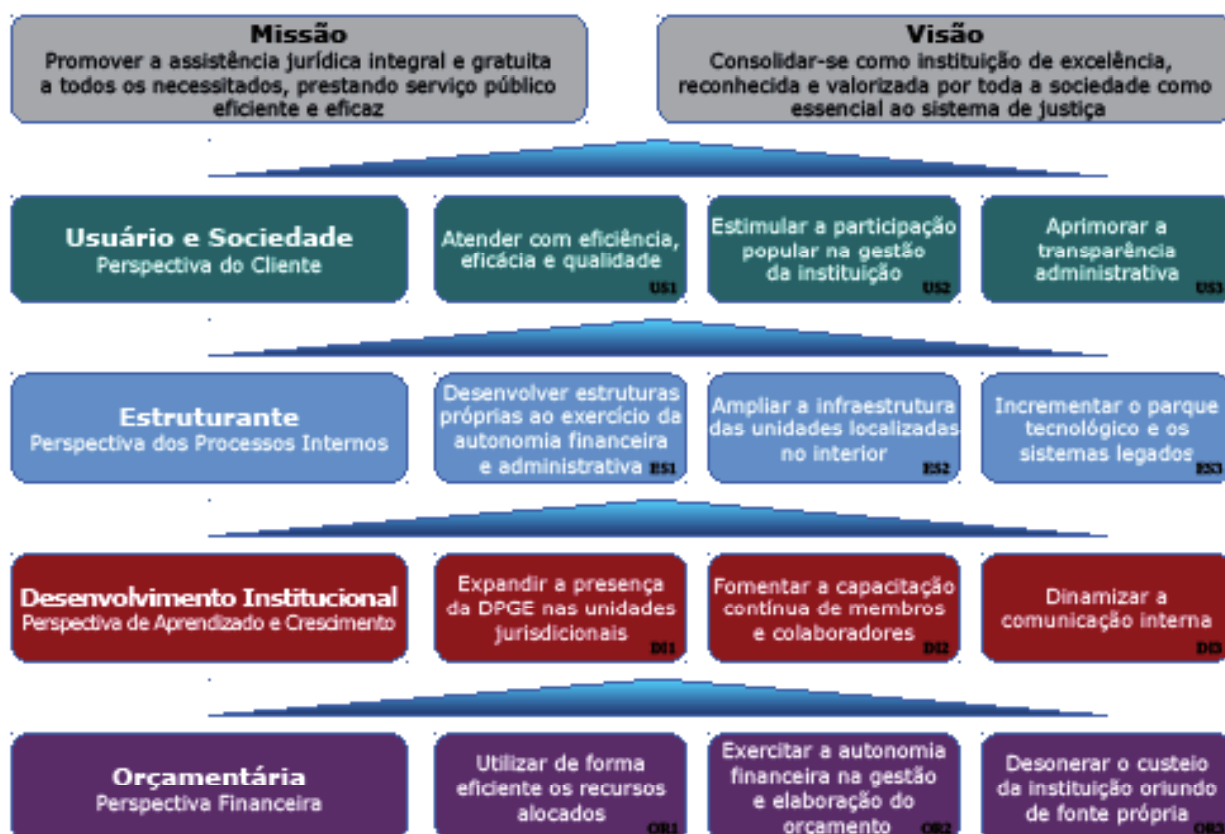 Missão
Promover a assistência jurídica integral e gratuita
a todos os necessitados, prestando serviço público
eficiente e eficaz
Visão
Consolidar-se como instituição de excelência,
reconhecida e valorizada por toda a sociedade como
essencial ao sistema de justiça
Usuário e Sociedade
Perspectiva do Cliente
Atender com eficiência,
eficácia e qualidade
US1
Estimular a participação
popular na gestão
da instituição
US2
Aprimorar a
transparência
administrativa
US3
Estruturante
Perspectiva dos Processos Internos
Desenvolver estruturas
próprias ao exercício da
autonomia financeira
e administrativa
ES1
Ampliar a infraestrutura
das unidades localizadas
no interior
ES2
Incrementar o parque
tecnológico e os
sistemas legados
ES3
Desenvolvimento Institucional
Perspectiva de Aprendizado e Crescimento
Expandir a presença
da DPGE nas unidades
jurisdicionais
DI1
Fomentar a capacitação
contínua de membros
e colaboradores
DI2
Dinamizar a
comunicação interna
DI3
Orçamentária
Perspectiva Financeira
Utilizar de forma
eficiente os recursos
alocados
OR1
Exercitar a autonomia
financeira na gestão
e elaboração do
orçamento
OR2
Desonerar o custeio
da instituição oriundo
de fonte própria
OR3